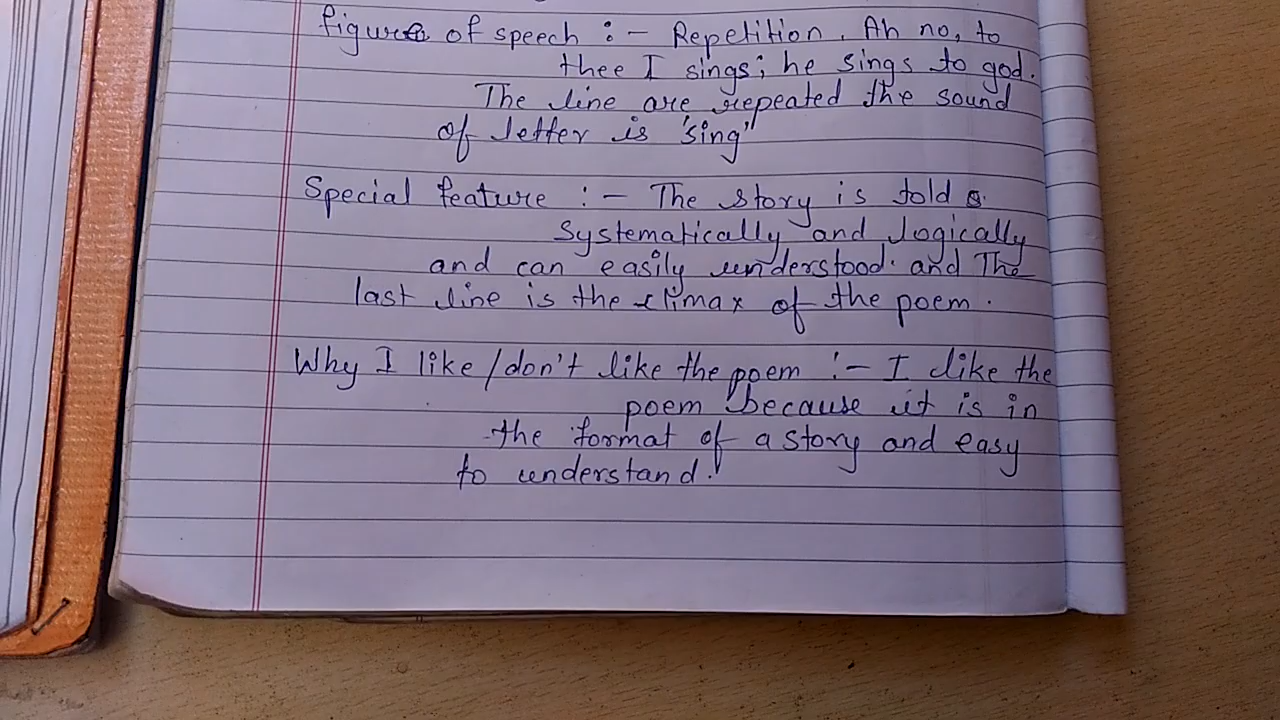 figure of speech :- Repetition. Ah no, to
thee I sings; he sings to god.
The line are repeated the sound
of letter is 'sing"
Special feature :- The story is told
Systematically and logically
and can easily understood. and The
last line is the climax of the poem.
Why I like/don't like the poem :- I like the
poem because it is in
the format of a story and easy
to understand.